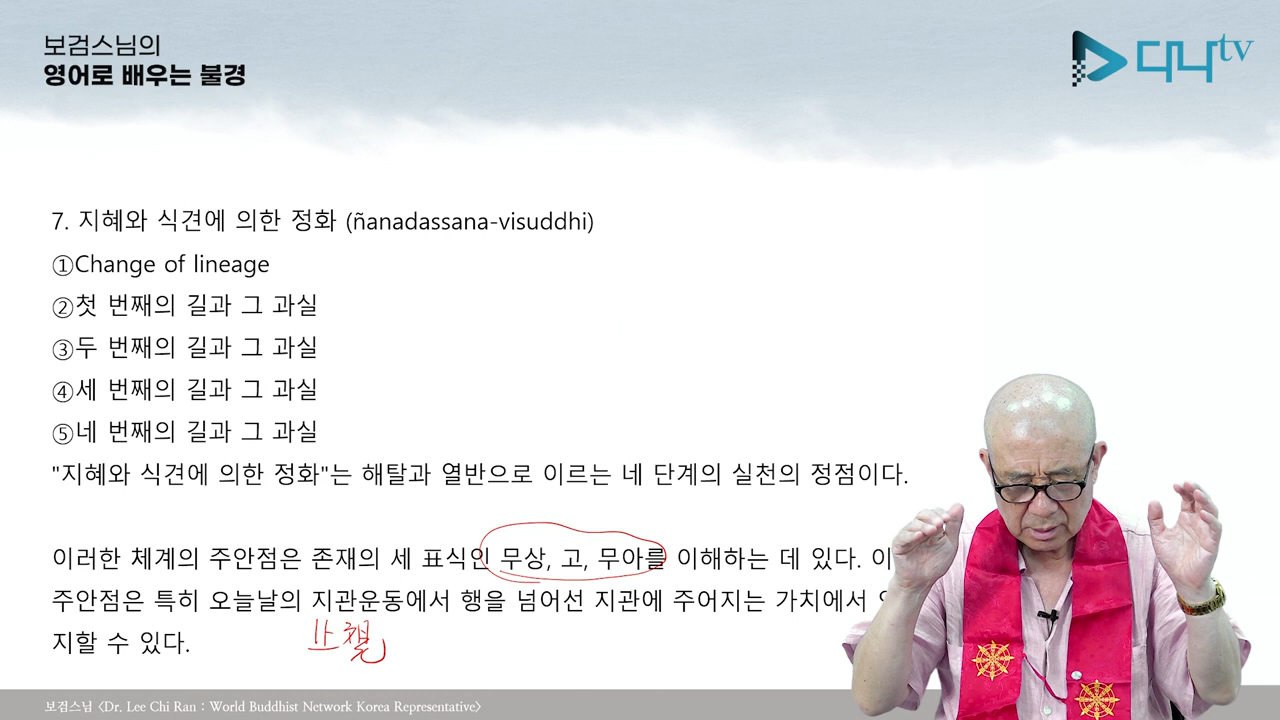 보검스님의
영어로 배우는 불경
디나tv
7. 지혜와 식견에 의한 정화 (ñanadassana-visuddhi)
①Change of lineage
②첫 번째의 길과 그 과실
③두 번째의 길과 그 과실
④세 번째의 길과 그 과실
⑤네 번째의 길과 그 과실
"지혜와 식견에 의한 정화"는 해탈과 열반으로 이르는 네 단계의 실천의 정점이다.
이러한 체계의 주안점은 존재의 세 표식인 무상, 고, 무아를 이해하는 데 있다. 이
주안점은 특히 오늘날의 지관운동에서 행을 넘어선 지관에 주어지는 가치에서
지할 수 있다.
止觀
보검스님 <Dr. Lee Chi Ran : World Buddhist Network Korea Representative>